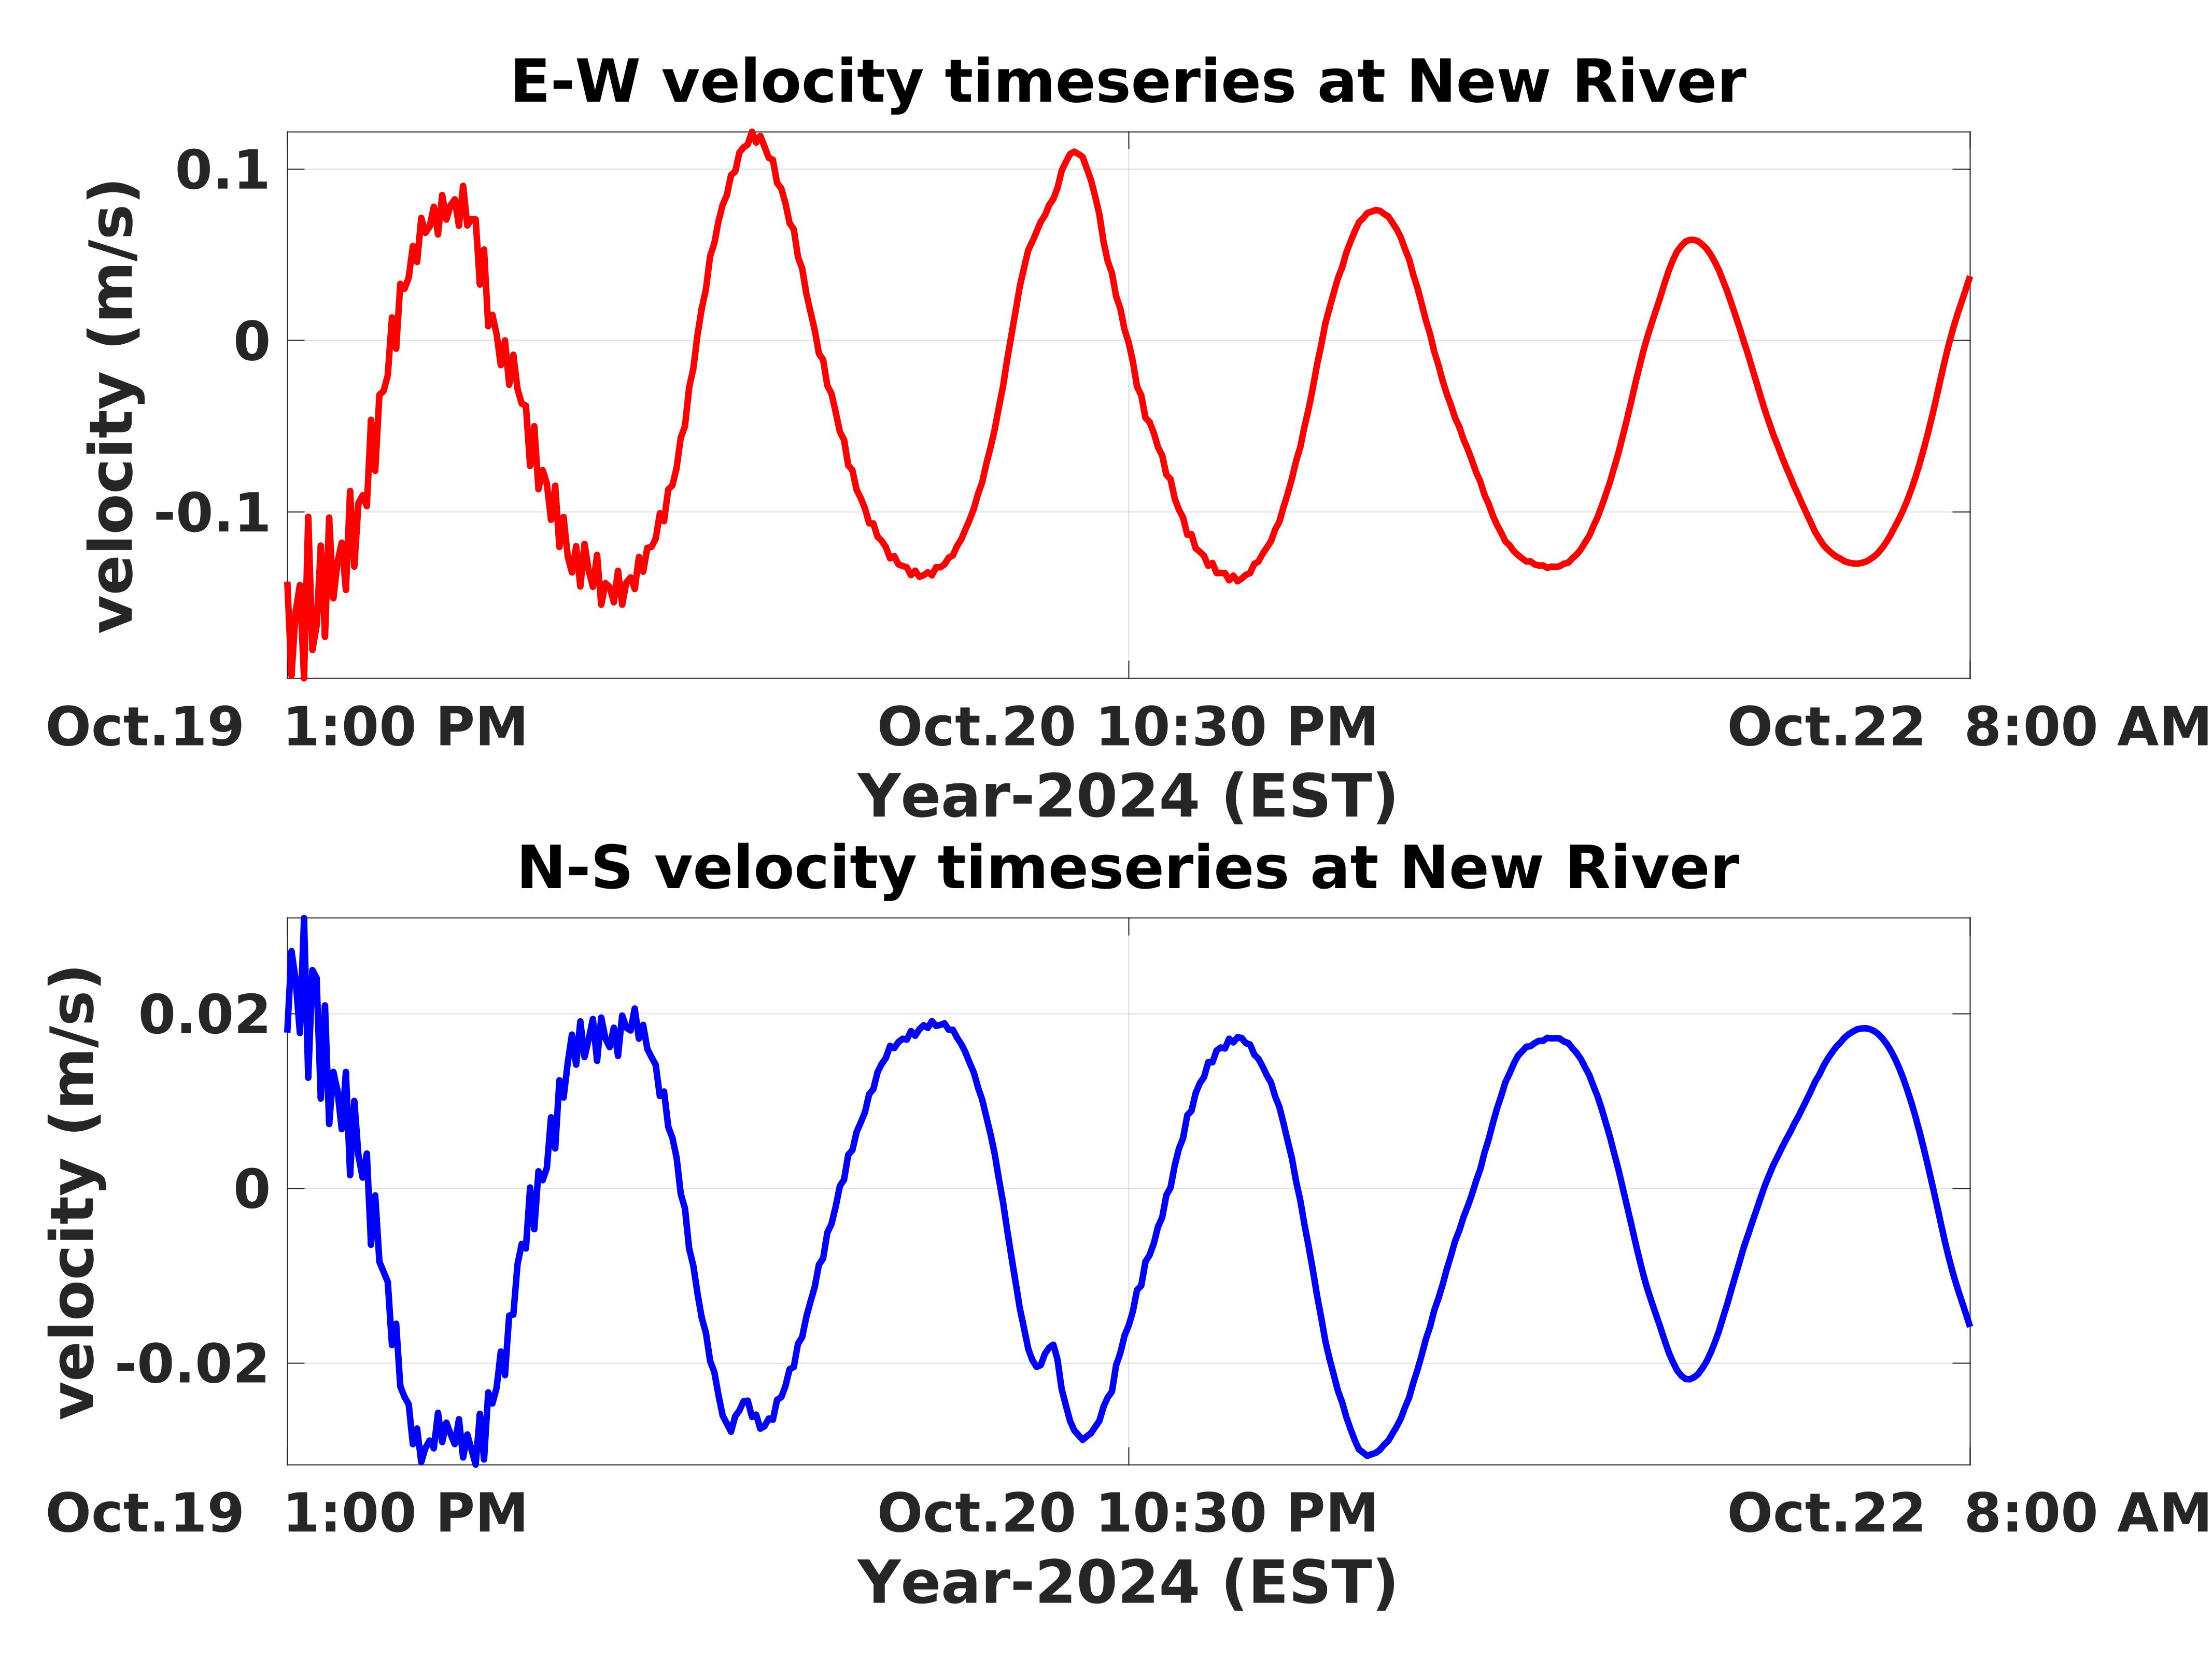 E-W velocity timeseries at New River
velocity (m/s)
0.1
0
-0.1
Oct.19  1:00 PM
Oct.20 10:30 PM
Oct.22  8:00 AM
Year-2024 (EST)
N-S velocity timeseries at New River
velocity (m/s)
0.02
0
-0.02
Oct.19  1:00 PM
Oct.20 10:30 PM
Oct.22  8:00 AM
Year-2024 (EST)